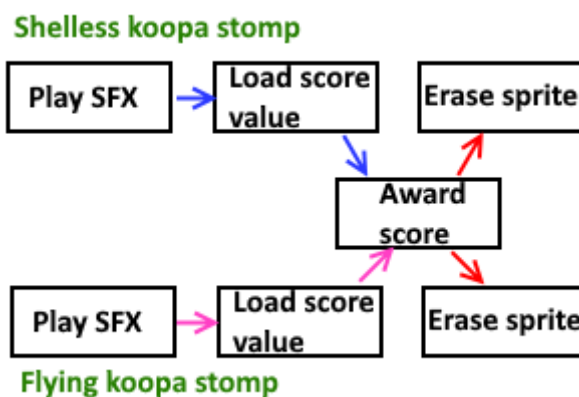 Shelless koopa stomp
Play SFX
Load score
value
Erase sprite
Award
score
Play SFX
Load score
value
Erase sprite
Flying koopa stomp